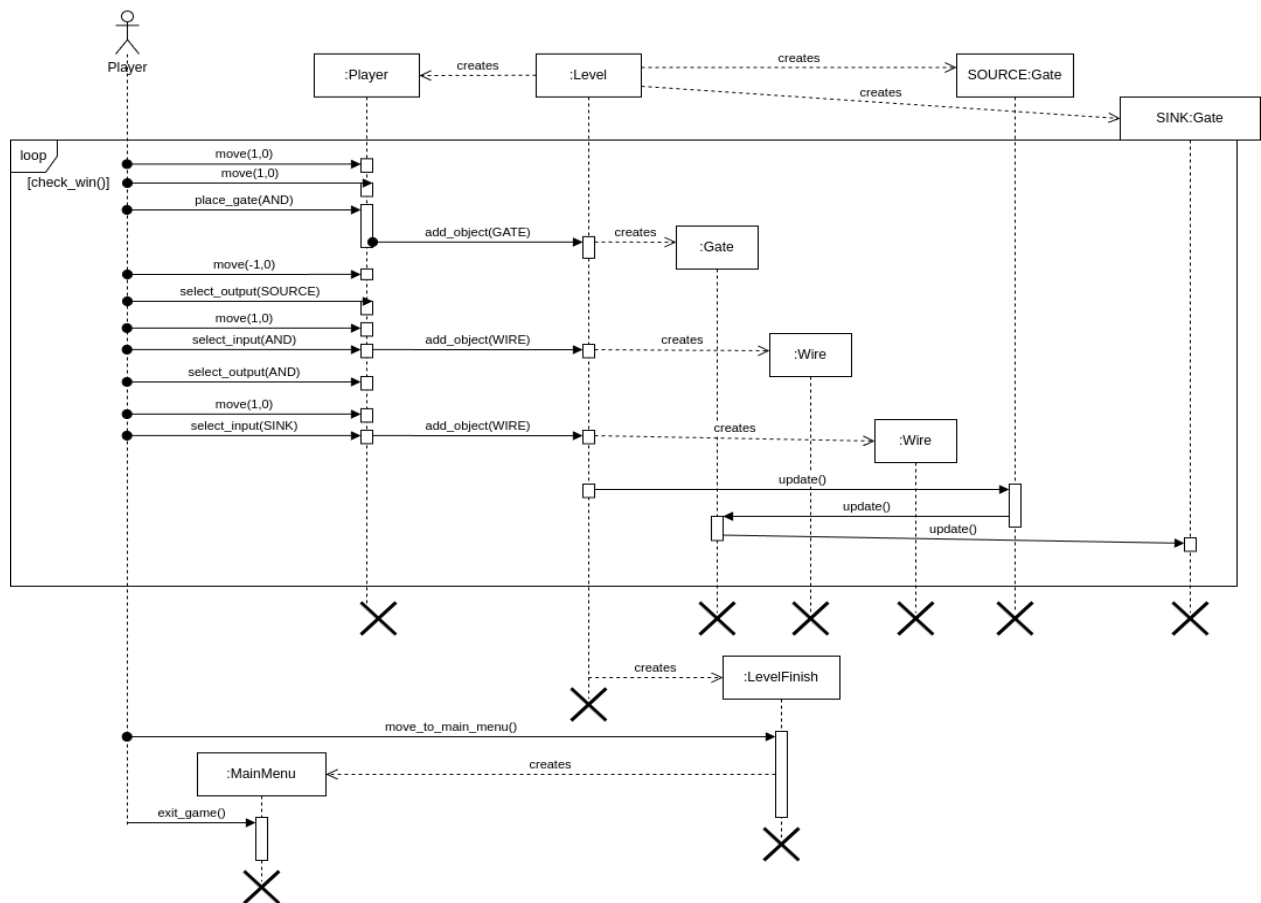 Player
:Player
creates
:Level
creates
SOURCE:Gate
creates
SINK:Gate
loop
[check_win()]
move(1,0)
move(1,0)
place_gate(AND)
add_object(GATE)
creates
:Gate
move(-1,0)
select_output(SOURCE)
move(1,0)
select_input(AND)
add_object(WIRE)
creates
:Wire
select_output(AND)
move(1,0)
select_input(SINK)
add_object(WIRE)
creates
:Wire
update()
update()
update()
creates
:LevelFinish
move_to_main_menu()
:MainMenu
creates
exit_game()